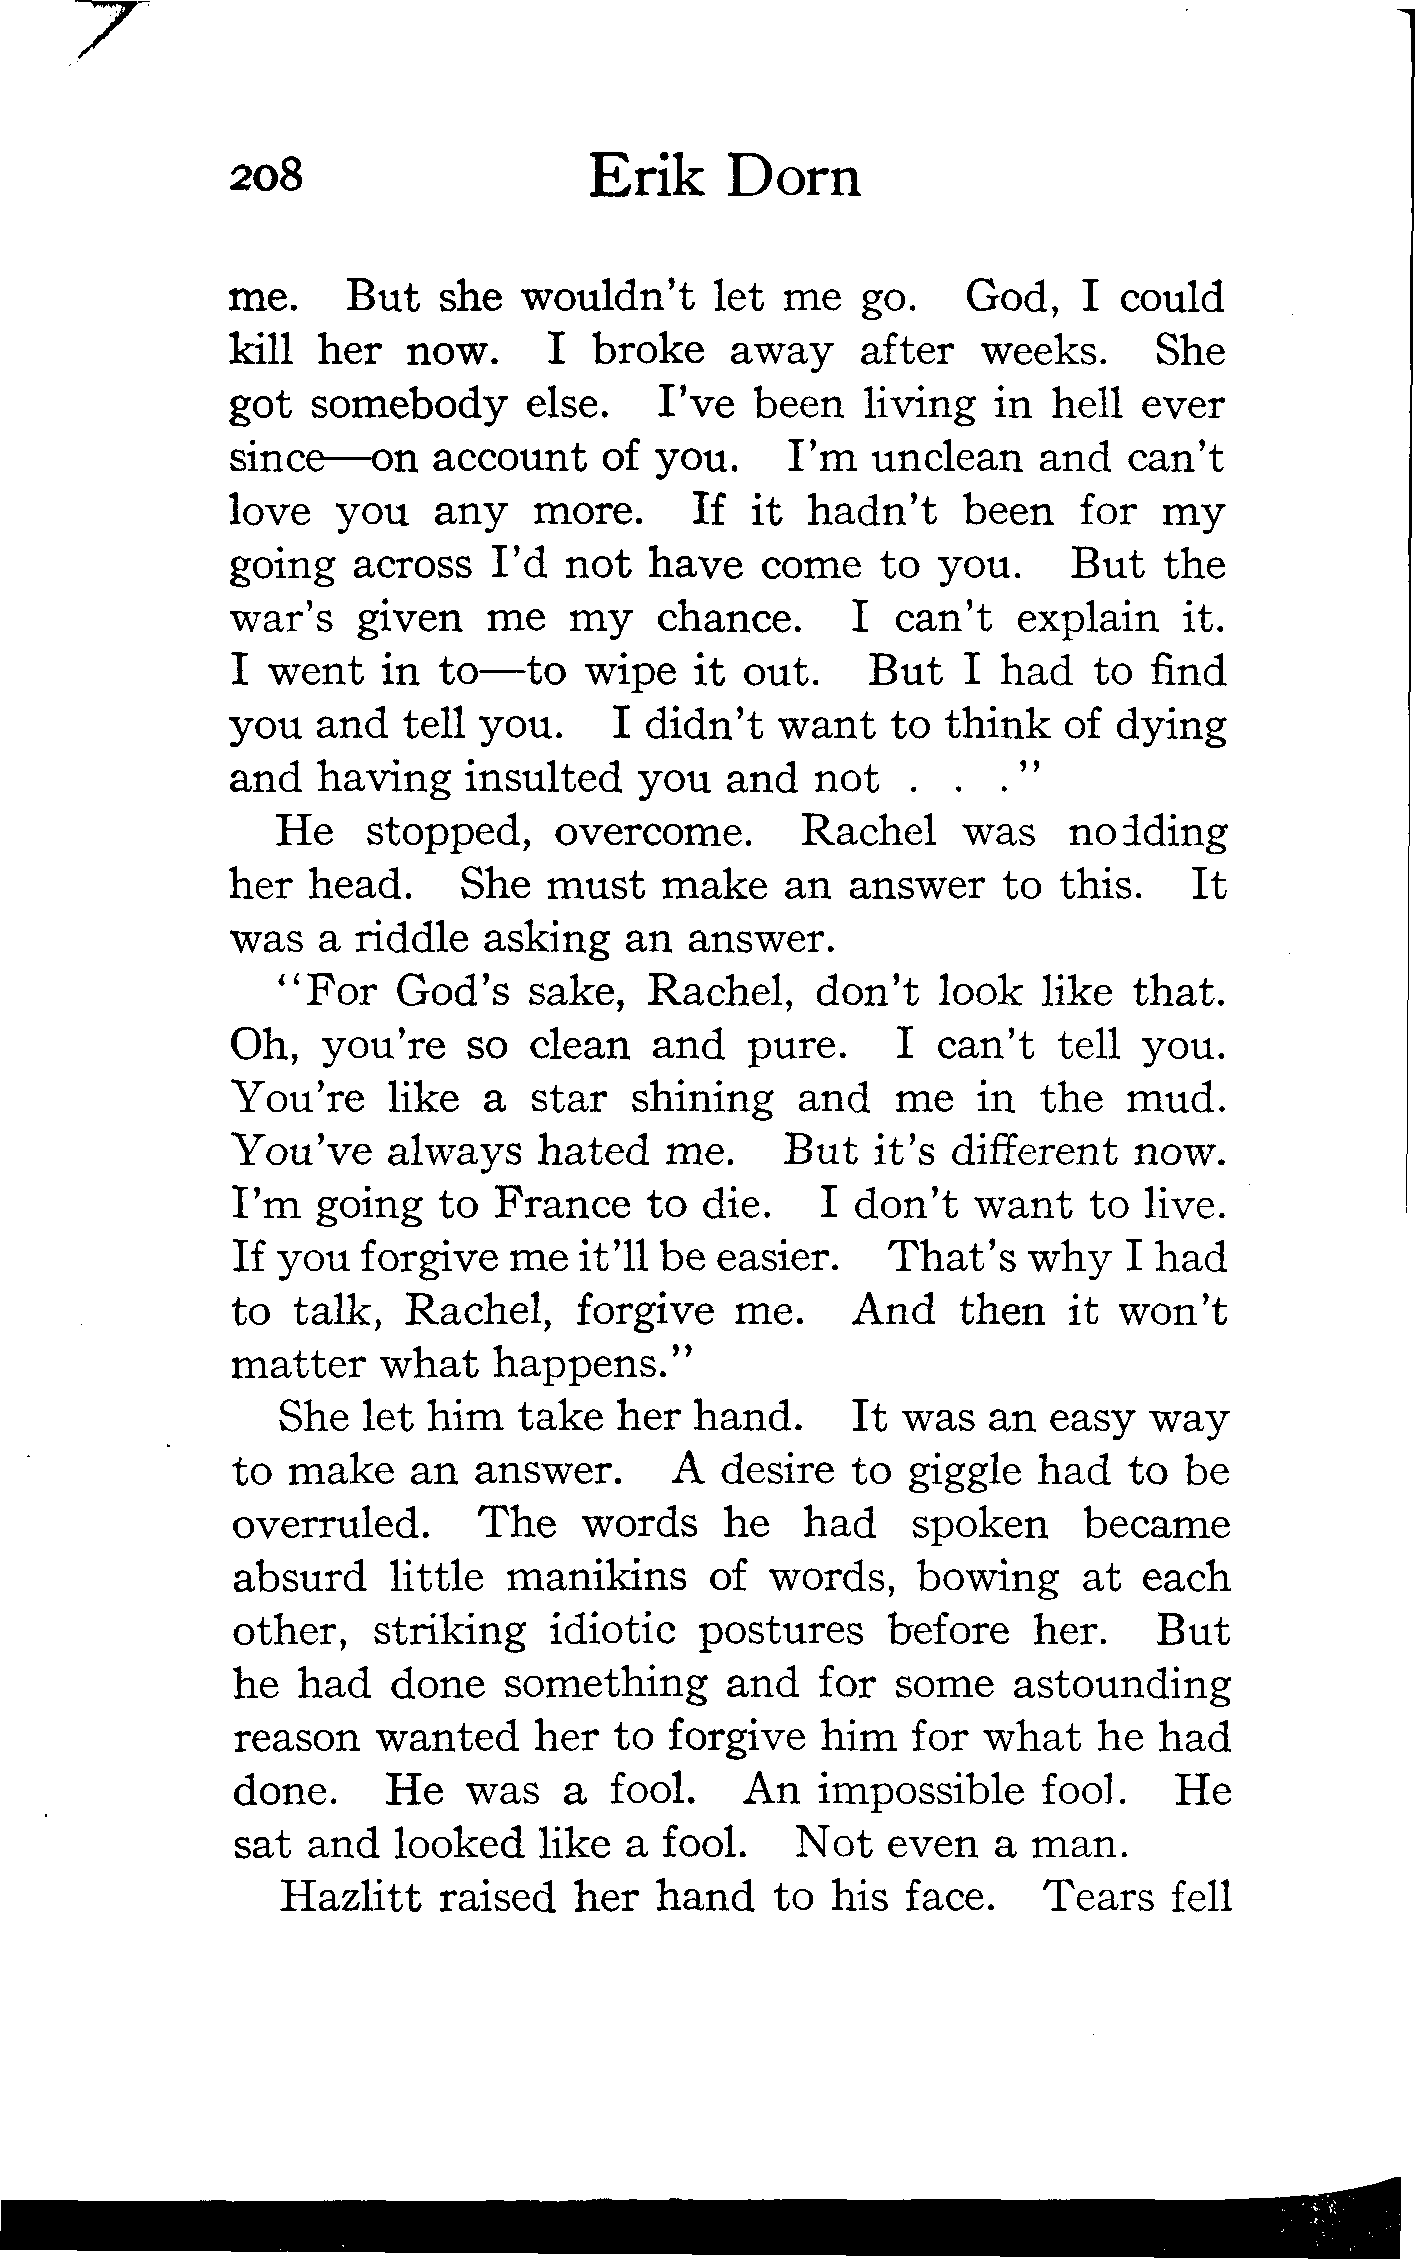 208 Erik Dorn
me. But she wouldn't let me go. God, I could
kill her now. I broke away after weeks. She
got somebody else. I've been living in hell ever
since—on account of you. I'm unclean and can't
love you any more. If it hadn't been for my
going across I'd not have come to you. But the
war's given me my chance. I can't explain it.
I went in to—to wipe it out. But I had to find
you and tell you. I didn't want to think of dying
and having insulted you and not . . ."
He stopped, overcome. Rachel was nodding
her head. She must make an answer to this. It
was a riddle asking an answer.
"For God's sake, Rachel, don't look like that.
Oh, you're so clean and pure. I can't tell you.
You're like a star shining and me in the mud.
You've always hated me. But it's different now.
I'm going to France to die. I don't want to live.
If you forgive me it'll be easier. That's why I had
to talk, Rachel, forgive me. And then it won't
matter what happens."
She let him take her hand. It was an easy way
to make an answer. A desire to giggle had to be
overruled. The words he had spoken became
absurd little manikins of words, bowing at each
other, striking idiotic postures before her. But
he had done something and for some astounding
reason wanted her to forgive him for what he had
done. He was a fool. An impossible fool. He
sat and looked like a fool. Not even a man.
Hazlitt raised her hand to his face. Tears fell